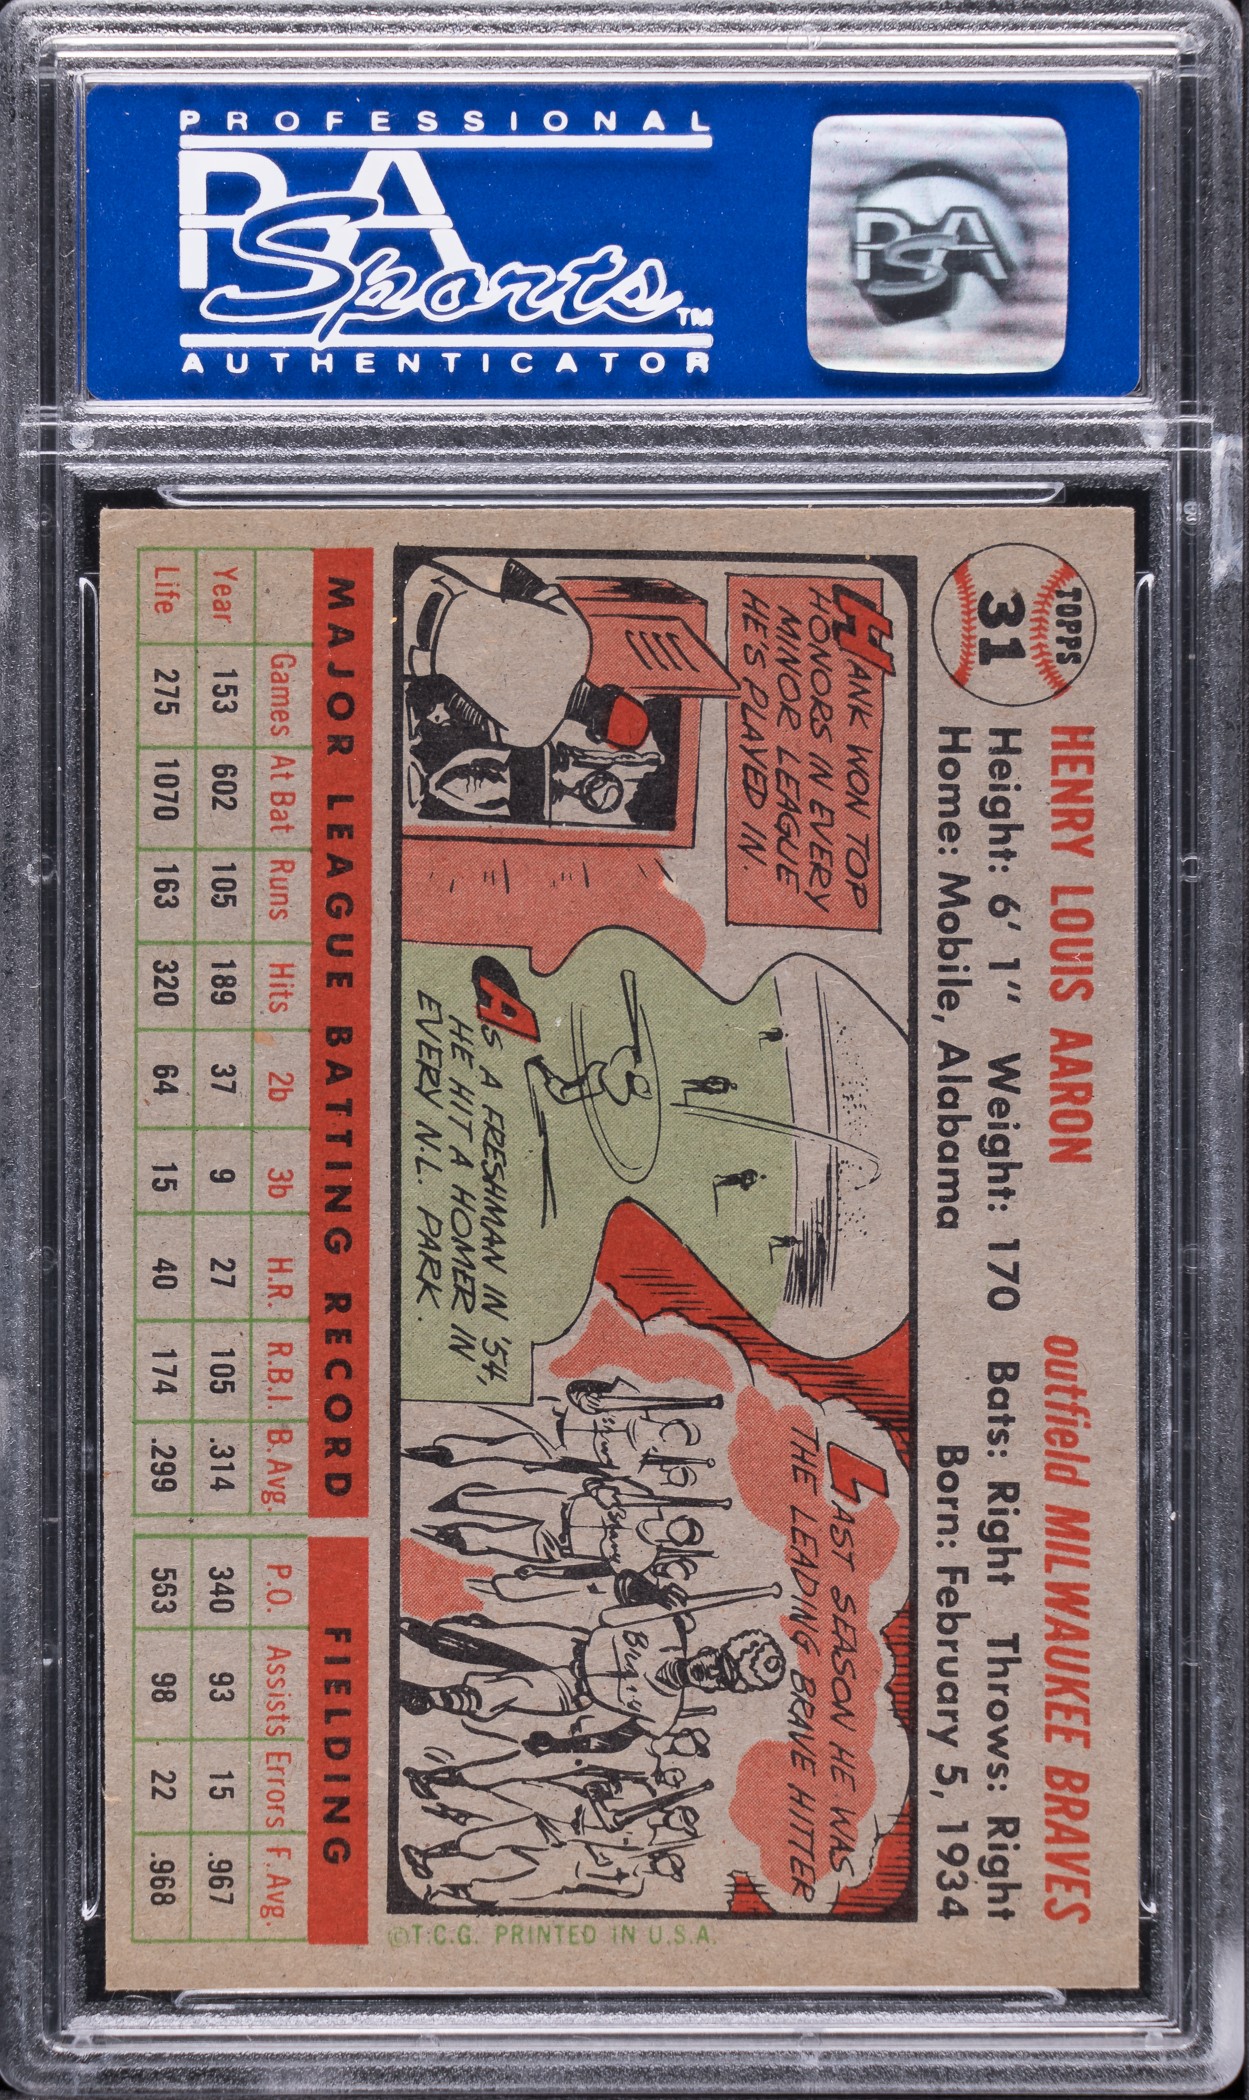 PROFESSIONAL
PSA
Sports™
AUTHENTICATOR
PSA
TOPPS
31
HENRY LOUIS AARON outfield MILWAUKEE BRAVES
Height: 6' 1" Weight: 170 Bats: Right Throws: Right
Home: Mobile, Alabama Born: February 5, 1934
HANK WON TOP
HONORS IN EVERY
MINOR LEAGUE
HE'S PLAYED IN.
AS A FRESHMAN IN '54,
HE HIT A HOMER IN
EVERY N.L. PARK.
LAST SEASON HE WAS
THE LEADING BRAVE HITTER
©T.C.G. PRINTED IN U.S.A.
MAJOR LEAGUE BATTING RECORD FIELDING
Games At Bat Runs Hits 2b 3b H.R. R.B.I. B.Avg. P.O. Assists Errors F.Avg.
Year 153 602 105 189 37 9 27 105 .314 340 93 15 .967
Life 275 1070 163 320 64 15 40 174 .299 563 98 22 .968